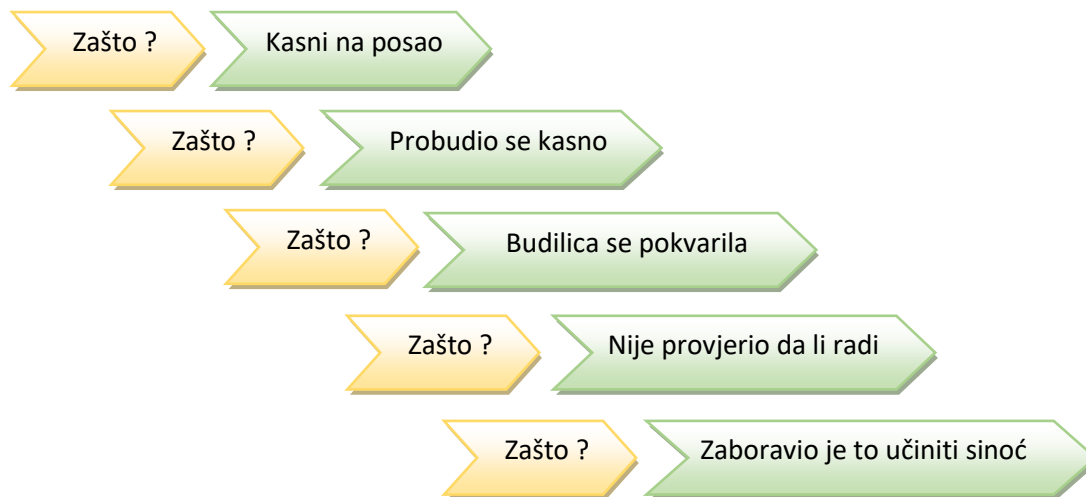 Zašto ? Kasni na posao
Zašto ? Probudio se kasno
Zašto ? Budilica se pokvarila
Zašto ? Nije provjerio da li radi
Zašto ? Zaboravio je to učiniti sinoć